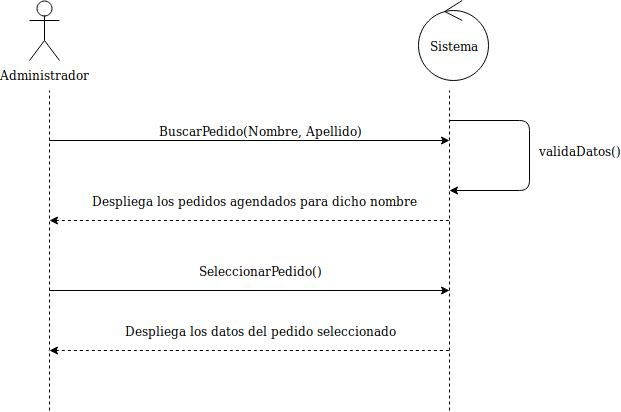 Sistema
Administrador
BuscarPedido(Nombre, Apellido)
validaDatos()
Despliega los pedidos agendados para dicho nombre
SeleccionarPedido()
Despliega los datos del pedido seleccionado